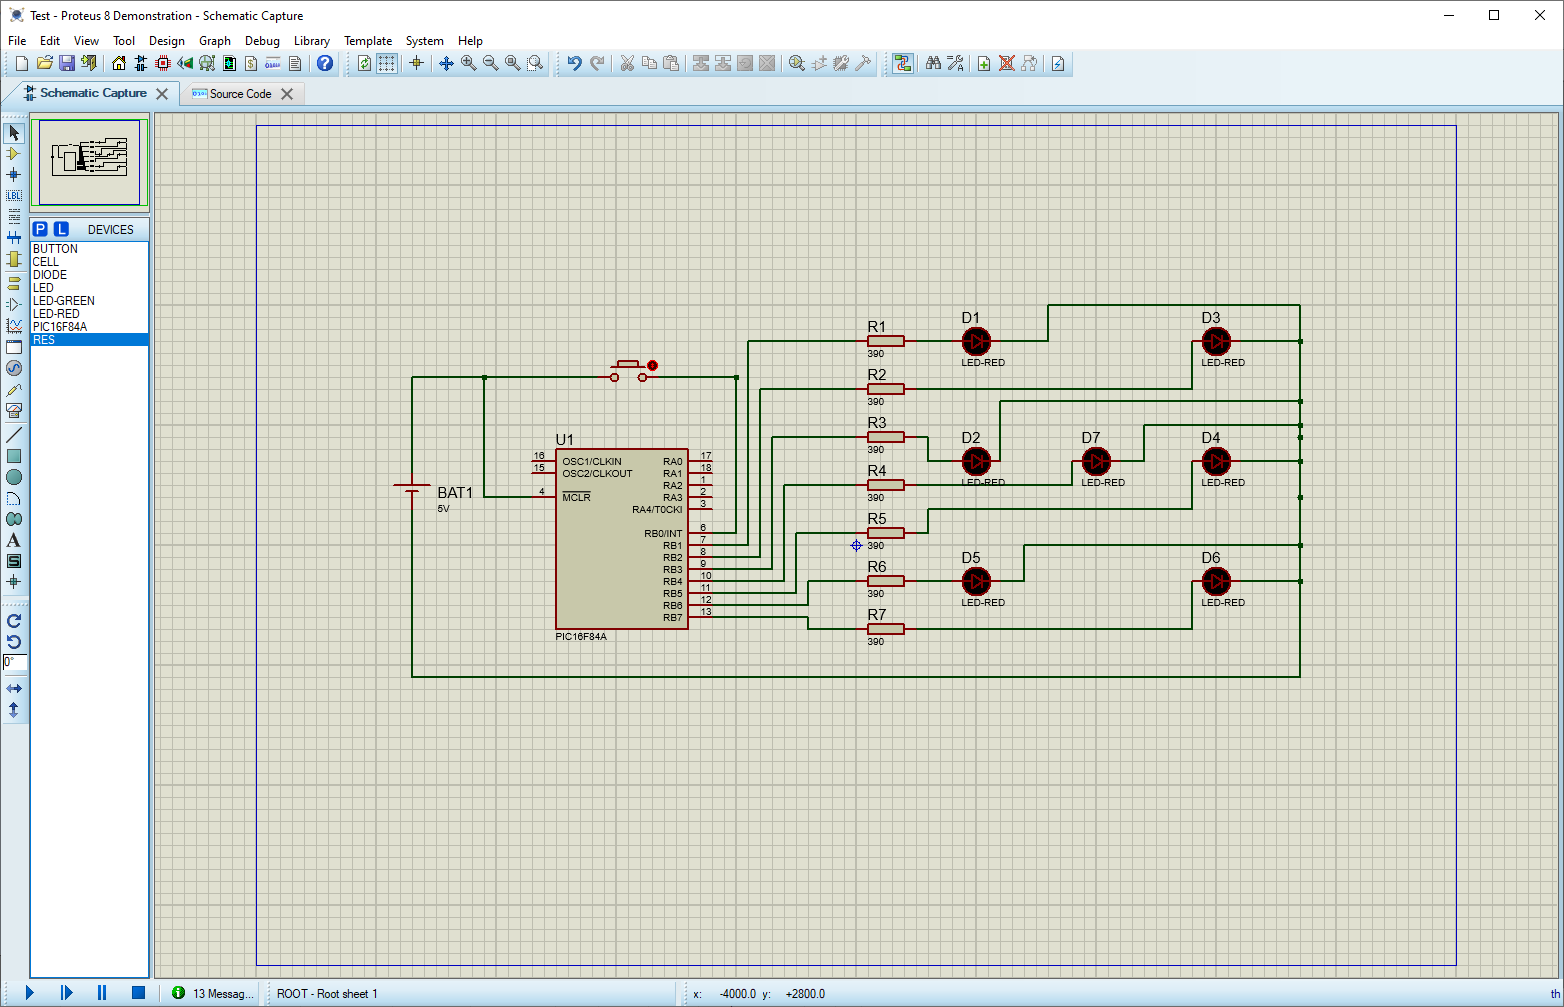 Test - Proteus 8 Demonstration - Schematic Capture
File Edit View Tool Design Graph Debug Library Template System Help
Schematic Capture
Source Code
P L DEVICES
BUTTON
CELL
DIODE
LED
LED-GREEN
LED-RED
PIC16F84A
RES
LBL
A
S
0°
BAT1
5V
U1
16 OSC1/CLKIN
15 OSC2/CLKOUT
4 MCLR
RA0 17
RA1 18
RA2 1
RA3 2
RA4/T0CKI 3
RB0/INT 6
RB1 7
RB2 8
RB3 9
RB4 10
RB5 11
RB6 12
RB7 13
PIC16F84A
R1
390
R2
390
R3
390
R4
390
R5
390
R6
390
R7
390
D1
LED-RED
D3
LED-RED
D2
LED-RED
D7
LED-RED
D4
LED-RED
D5
LED-RED
D6
LED-RED
13 Messag...
ROOT - Root sheet 1
x: -4000.0 y: +2800.0
th